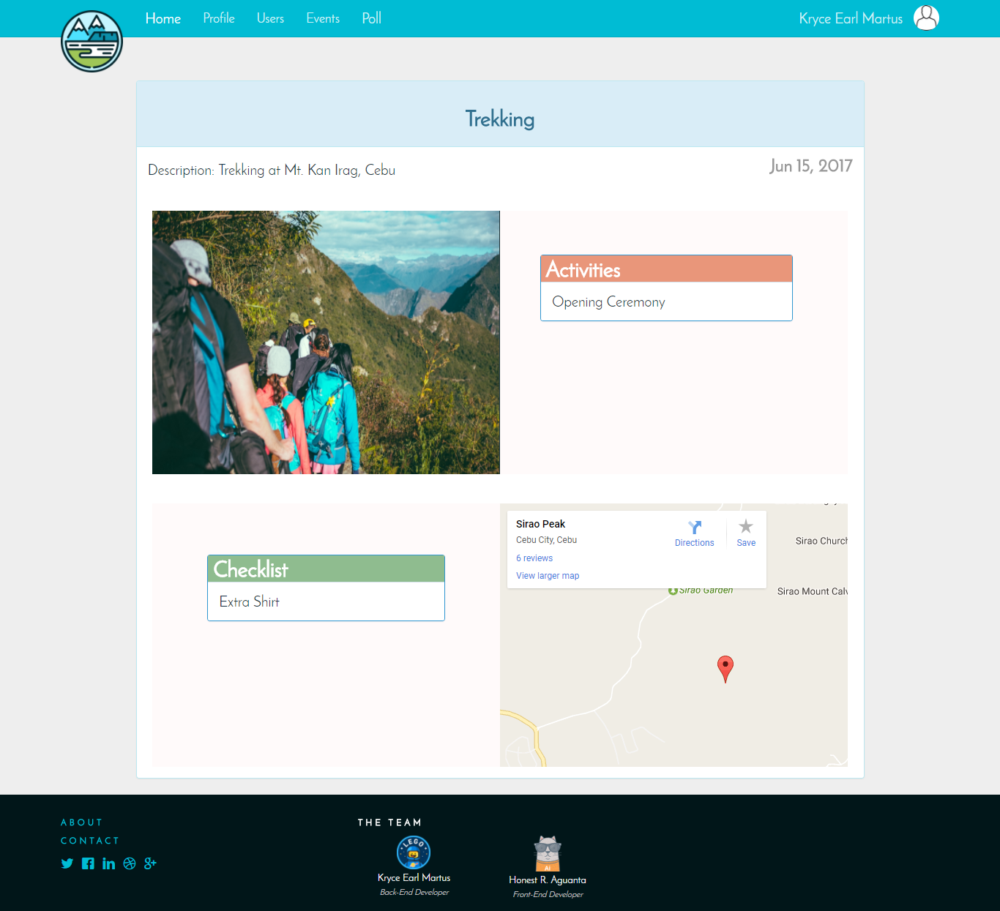 Home Profile Users Events Poll Kryce Earl Martus
Trekking
Description: Trekking at Mt. Kan Irag, Cebu
Jun 15, 2017
Activities
Opening Ceremony
Checklist
Extra Shirt
Sirao Peak
Cebu City, Cebu
6 reviews
View larger map
Directions
Save
Sirao Church
Sirao Garden
Sirao Mount Calv
ABOUT
CONTACT
THE TEAM
LEGO
Kryce Earl Martus
Back-End Developer
AI
Honest R. Aguanta
Front-End Developer